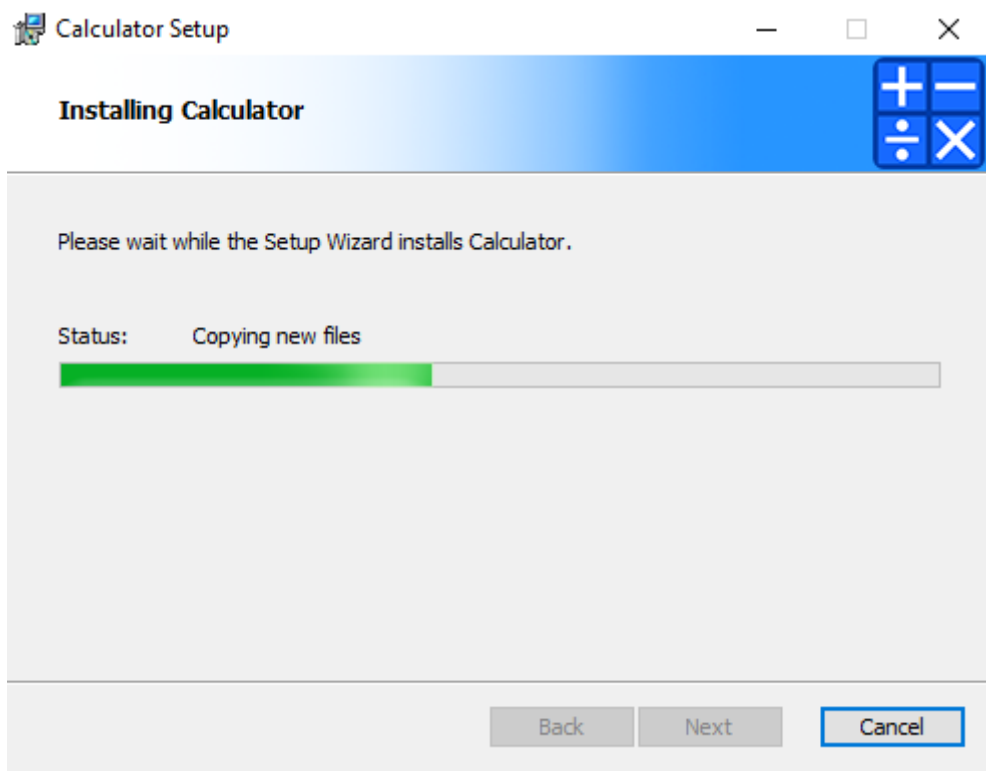 Calculator Setup
Installing Calculator
Please wait while the Setup Wizard installs Calculator.
Status: Copying new files
Back Next Cancel